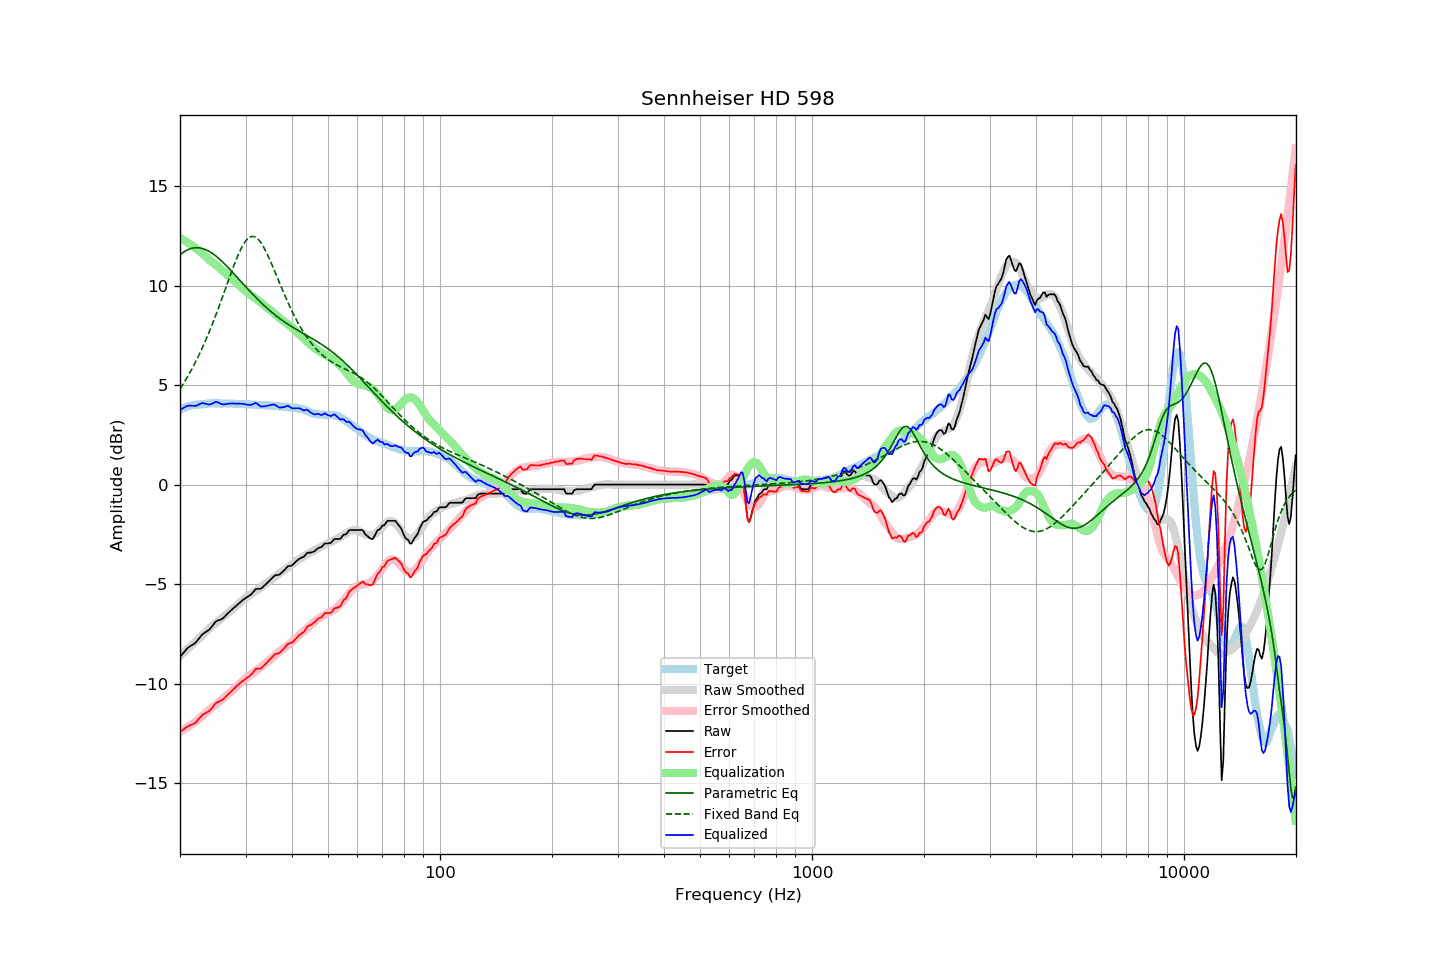 Sennheiser HD 598
Amplitude (dBr)
15
10
5
0
−5
−10
−15
Target
Raw Smoothed
Error Smoothed
Raw
Error
Equalization
Parametric Eq
Fixed Band Eq
Equalized
100
1000
10000
Frequency (Hz)